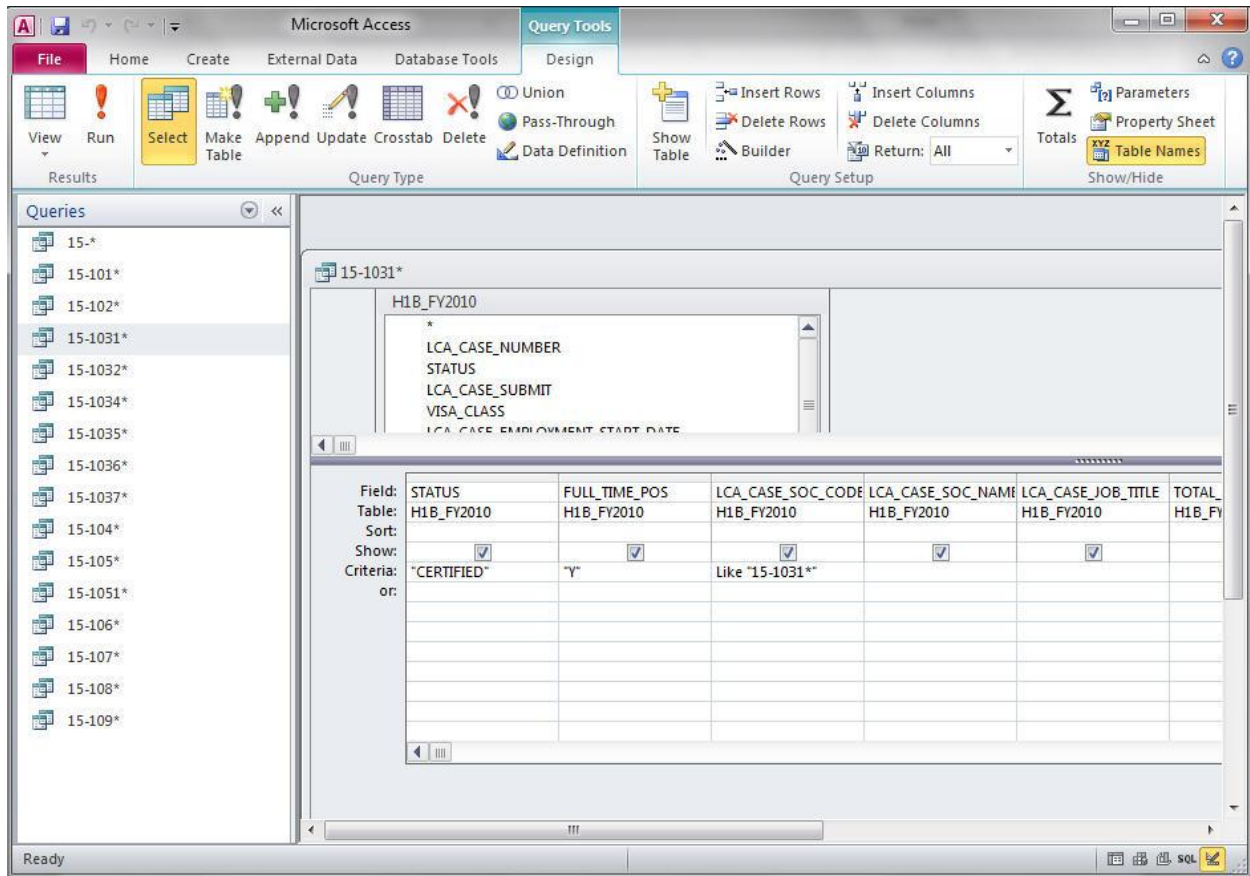 Microsoft Access
Query Tools
File Home Create External Data Database Tools Design
View
Run
Select
Make Table
Append
Update
Crosstab
Delete
Union
Pass-Through
Data Definition
Show Table
Insert Rows
Delete Rows
Builder
Insert Columns
Delete Columns
Return: All
Σ
Totals
Parameters
Property Sheet
XYZ
Table Names
Results
Query Type
Query Setup
Show/Hide
Queries
15-*
15-101*
15-102*
15-1031*
15-1032*
15-1034*
15-1035*
15-1036*
15-1037*
15-104*
15-105*
15-1051*
15-106*
15-107*
15-108*
15-109*
15-1031*
H1B_FY2010
*
LCA_CASE_NUMBER
STATUS
LCA_CASE_SUBMIT
VISA_CLASS
LCA_CASE_EMPLOYMENT_START_DATE
Field: STATUS FULL_TIME_POS LCA_CASE_SOC_CODE LCA_CASE_SOC_NAME LCA_CASE_JOB_TITLE TOTAL_
Table: H1B_FY2010 H1B_FY2010 H1B_FY2010 H1B_FY2010 H1B_FY2010 H1B_FY
Sort:
Show:
Criteria: "CERTIFIED" "Y" Like "15-1031*"
or:
Ready
SQL